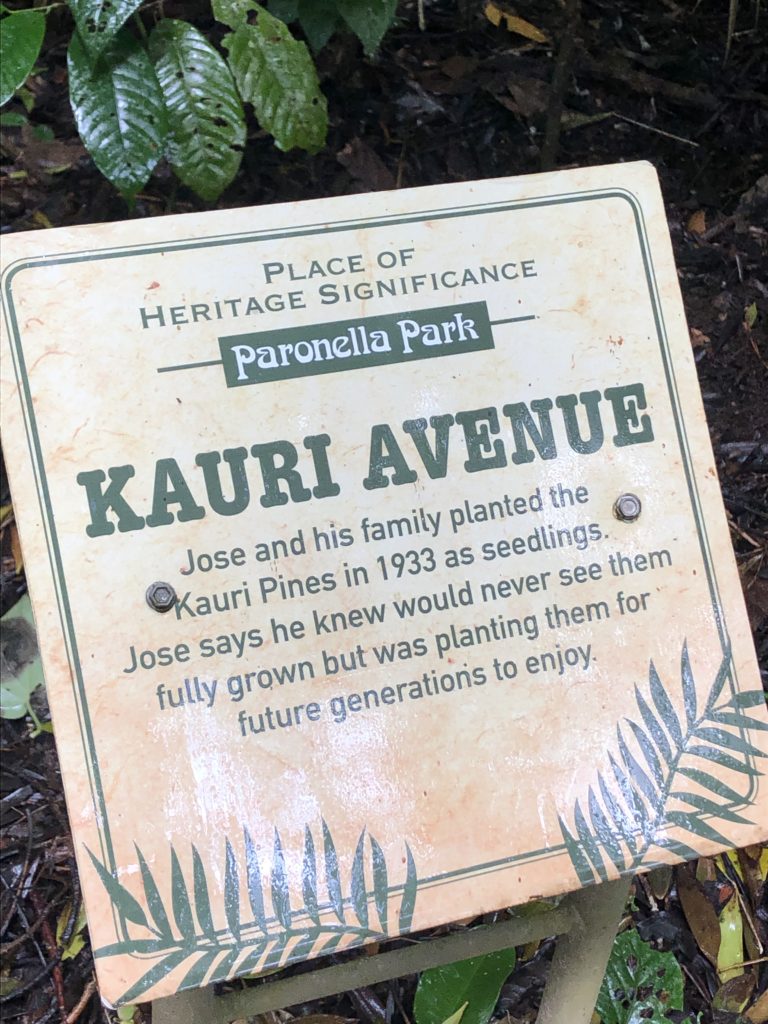 PLACE OF
HERITAGE SIGNIFICANCE
Paronella Park
KAURI AVENUE
Jose and his family planted the
Kauri Pines in 1933 as seedlings.
Jose says he knew would never see them
fully grown but was planting them for
future generations to enjoy.